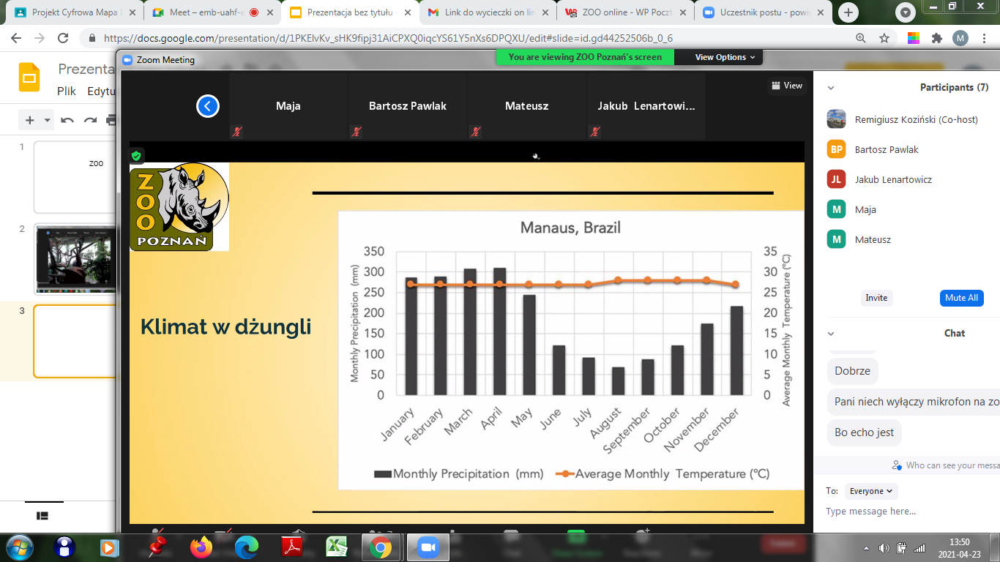 Projekt Cyfrowa Mapa D
Meet – emb-uahf-e
Prezentacja bez tytułu -
Link do wycieczki on lin
ZOO online - WP Poczt
Uczestnik postu - powie
https://docs.google.com/presentation/d/1PKEIvKv_sHK9fipj31AiCPXQ0iqcYS61Y5nXs6DPQXU/edit#slide=id.gd44252506b_0_6
M
Zoom Meeting
You are viewing ZOO Poznań's screen
View Options
Prezenta
Plik Edytu
View
Maja
Bartosz Pawlak
Mateusz
Jakub Lenartowi...
1
ZOO
2
3
ZOO
POZNAŃ
Klimat w dżungli
Manaus, Brazil
Monthly Precipitation (mm)
350
300
250
200
150
100
50
0
35
30
25
20
15
10
5
0
Average Monthly Temperature (°C)
January
February
March
April
May
June
July
August
September
October
November
December
Monthly Precipitation (mm)
Average Monthly Temperature (°C)
Participants (7)
Remigiusz Koziński (Co-host)
BP Bartosz Pawlak
JL Jakub Lenartowicz
M Maja
M Mateusz
Invite
Mute All
Chat
Dobrze
Pani niech wyłączy mikrofon na zo
Bo echo jest
Who can see your messa
To: Everyone
Type message here...
13:50
2021-04-23